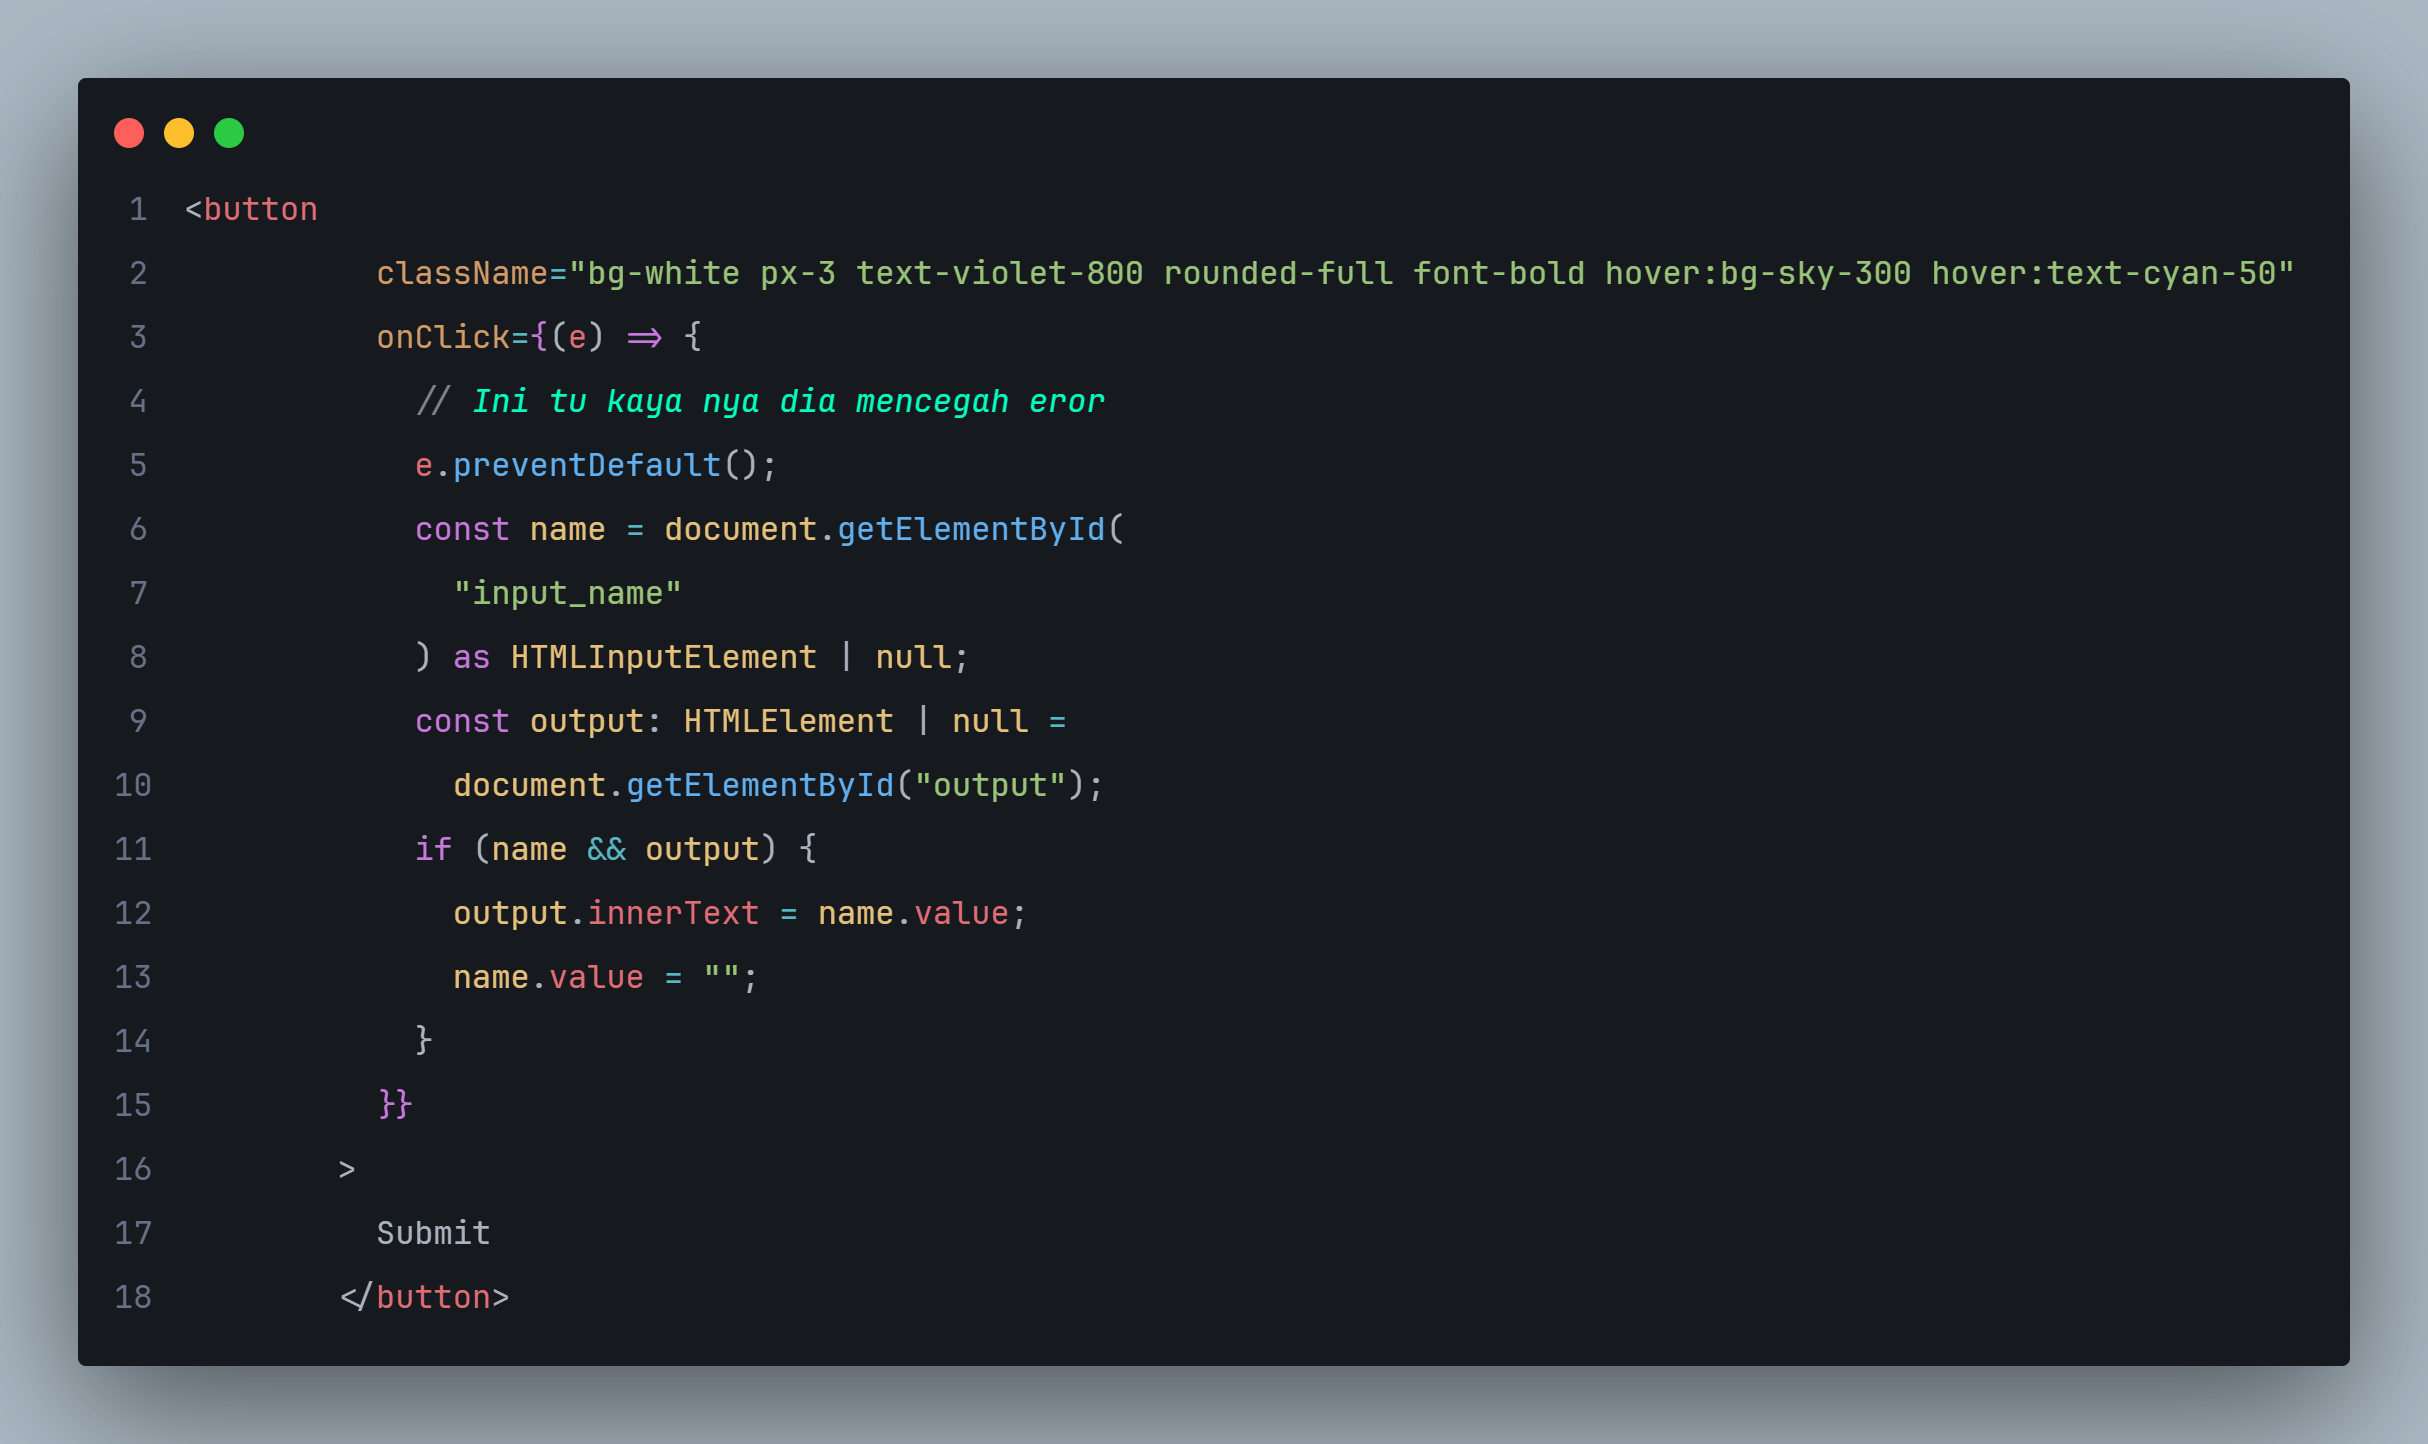 1 <button
2 className="bg-white px-3 text-violet-800 rounded-full font-bold hover:bg-sky-300 hover:text-cyan-50"
3 onClick={(e) => {
4 // Ini tu kaya nya dia mencegah eror
5 e.preventDefault();
6 const name = document.getElementById(
7 "input_name"
8 ) as HTMLInputElement | null;
9 const output: HTMLElement | null =
10 document.getElementById("output");
11 if (name && output) {
12 output.innerText = name.value;
13 name.value = "";
14 }
15 }}
16 >
17 Submit
18 </button>